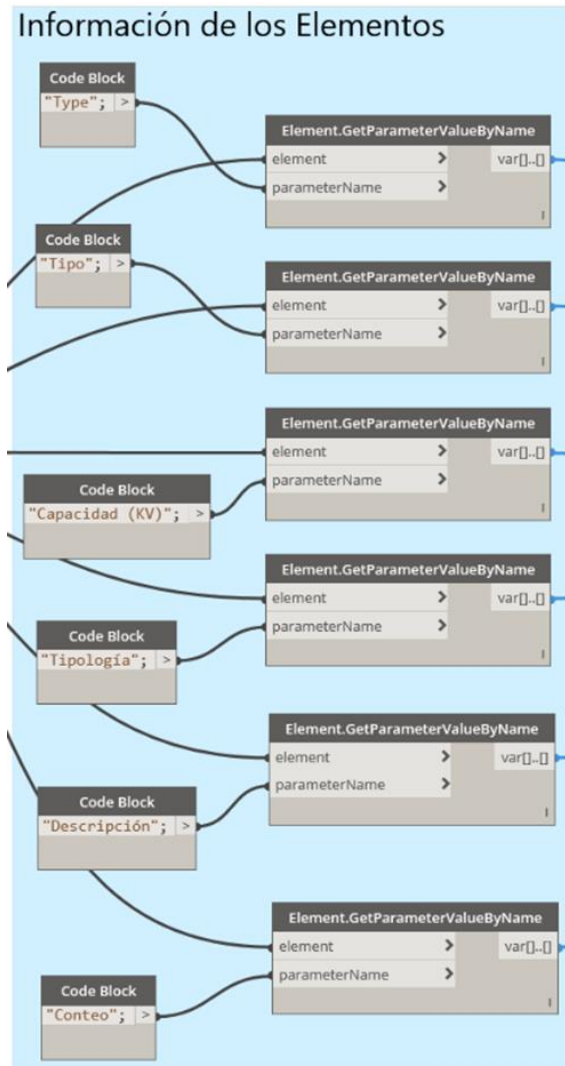 Información de los Elementos
Code Block
"Type"; >
Element.GetParameterValueByName
element > var[]..[]
parameterName >
l
Code Block
"Tipo"; >
Element.GetParameterValueByName
element > var[]..[]
parameterName >
l
Element.GetParameterValueByName
element > var[]..[]
parameterName >
l
Code Block
"Capacidad (KV)"; >
Element.GetParameterValueByName
element > var[]..[]
parameterName >
l
Code Block
"Tipología"; >
Element.GetParameterValueByName
element > var[]..[]
parameterName >
l
Code Block
"Descripción"; >
Element.GetParameterValueByName
element > var[]..[]
parameterName >
l
Code Block
"Conteo"; >